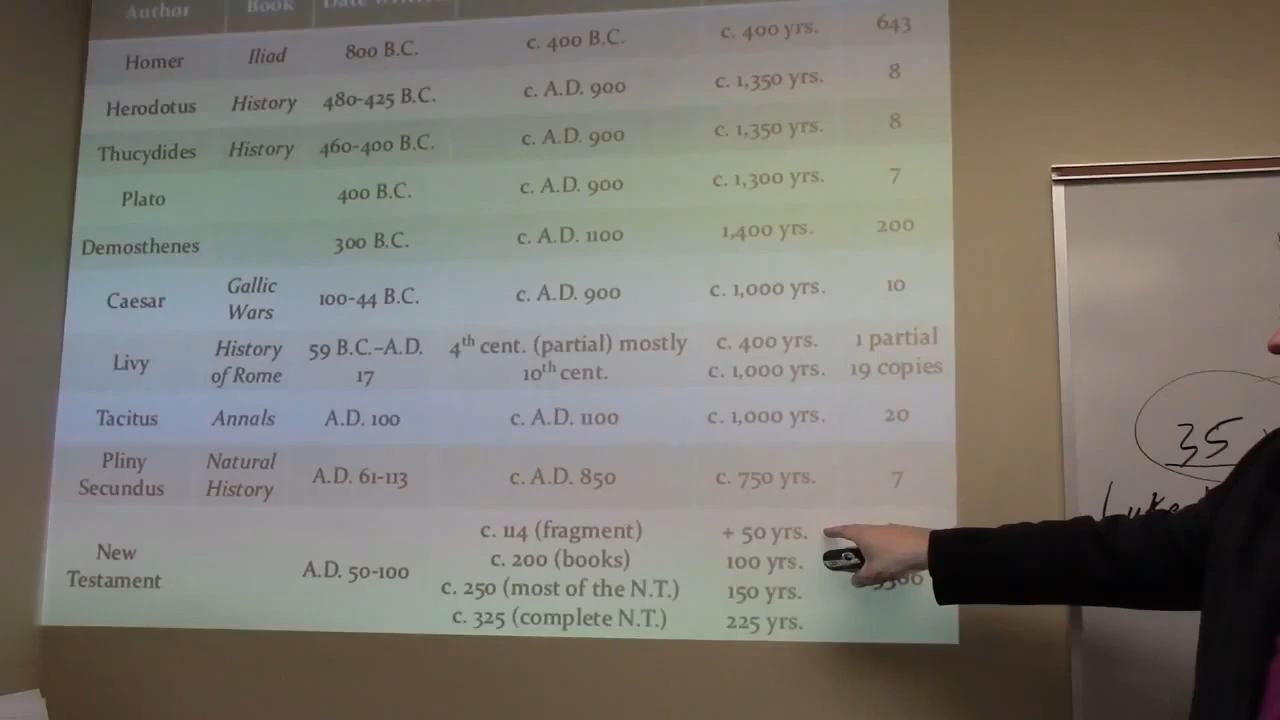 Author Book Date Written
Homer Iliad 800 B.C. c. 400 B.C. c. 400 yrs. 643
Herodotus History 480-425 B.C. c. A.D. 900 c. 1,350 yrs. 8
Thucydides History 460-400 B.C. c. A.D. 900 c. 1,350 yrs. 8
Plato 400 B.C. c. A.D. 900 c. 1,300 yrs. 7
Demosthenes 300 B.C. c. A.D. 1100 1,400 yrs. 200
Caesar Gallic Wars 100-44 B.C. c. A.D. 900 c. 1,000 yrs. 10
Livy History of Rome 59 B.C.–A.D. 17 4th cent. (partial) mostly 10th cent. c. 400 yrs. c. 1,000 yrs. 1 partial 19 copies
Tacitus Annals A.D. 100 c. A.D. 1100 c. 1,000 yrs. 20
Pliny Secundus Natural History A.D. 61-113 c. A.D. 850 c. 750 yrs. 7
New Testament A.D. 50-100
c. 114 (fragment) + 50 yrs.
c. 200 (books) 100 yrs.
c. 250 (most of the N.T.) 150 yrs.
c. 325 (complete N.T.) 225 yrs.
35
Luke